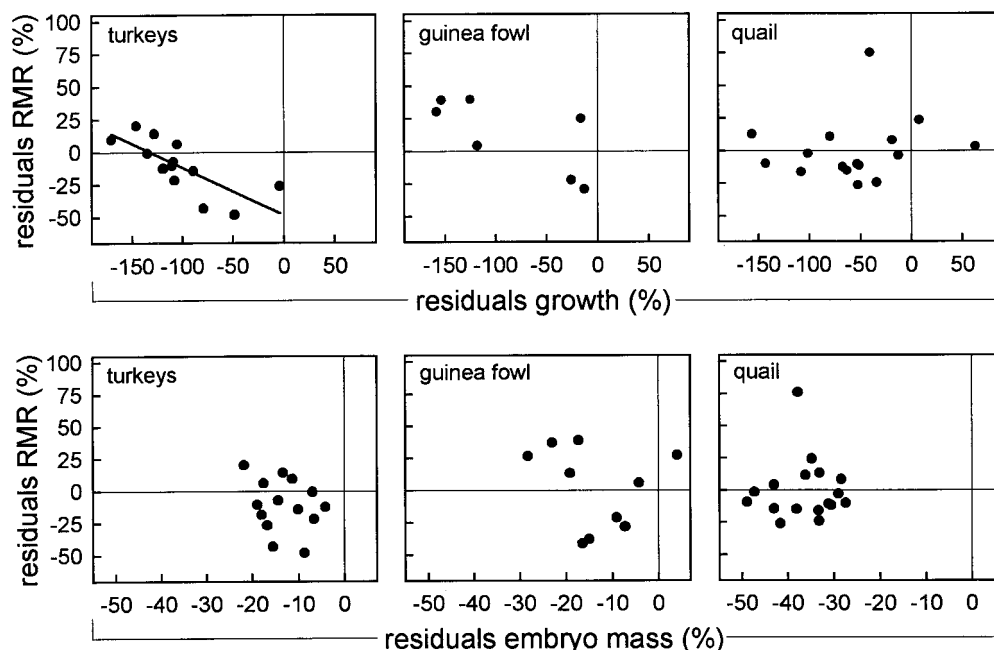 residuals RMR (%)
100
75
50
25
0
-25
-50
turkeys
guinea fowl
quail
-150 -100 -50 0
-150 -100 -50 0 50
-150 -100 -50 0 50
residuals growth (%)
residuals RMR (%)
100
75
50
25
0
-25
-50
turkeys
guinea fowl
quail
-50 -40 -30 -20 -10 0
-50 -40 -30 -20 -10 0
-50 -40 -30 -20 -10 0
residuals embryo mass (%)